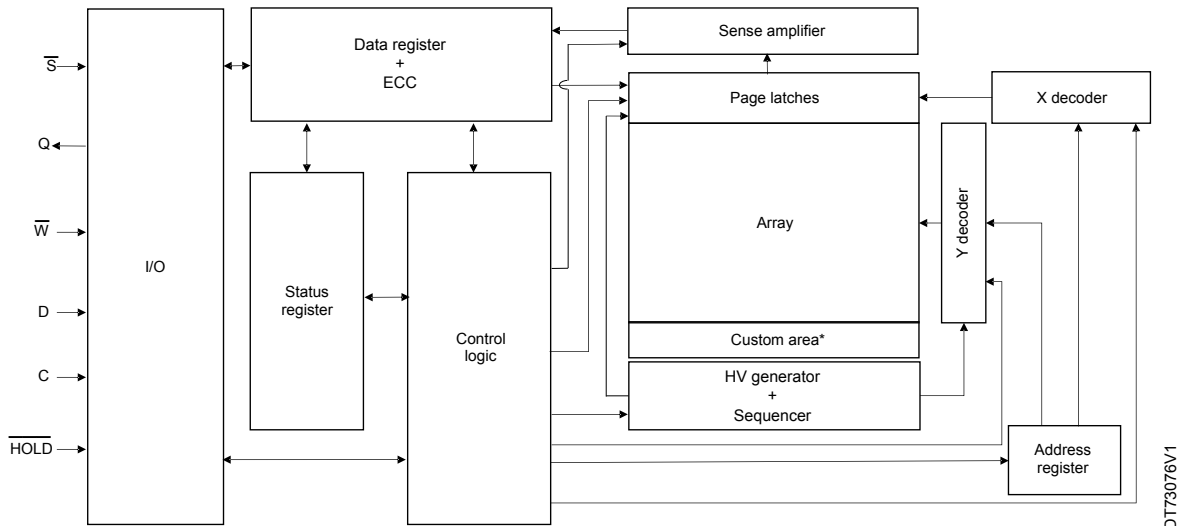 S
Q
W
D
C
HOLD
I/O
Data register
+
ECC
Status
register
Control
logic
Sense amplifier
Page latches
Array
Custom area*
HV generator
+
Sequencer
Y decoder
X decoder
Address
register
DT73076V1